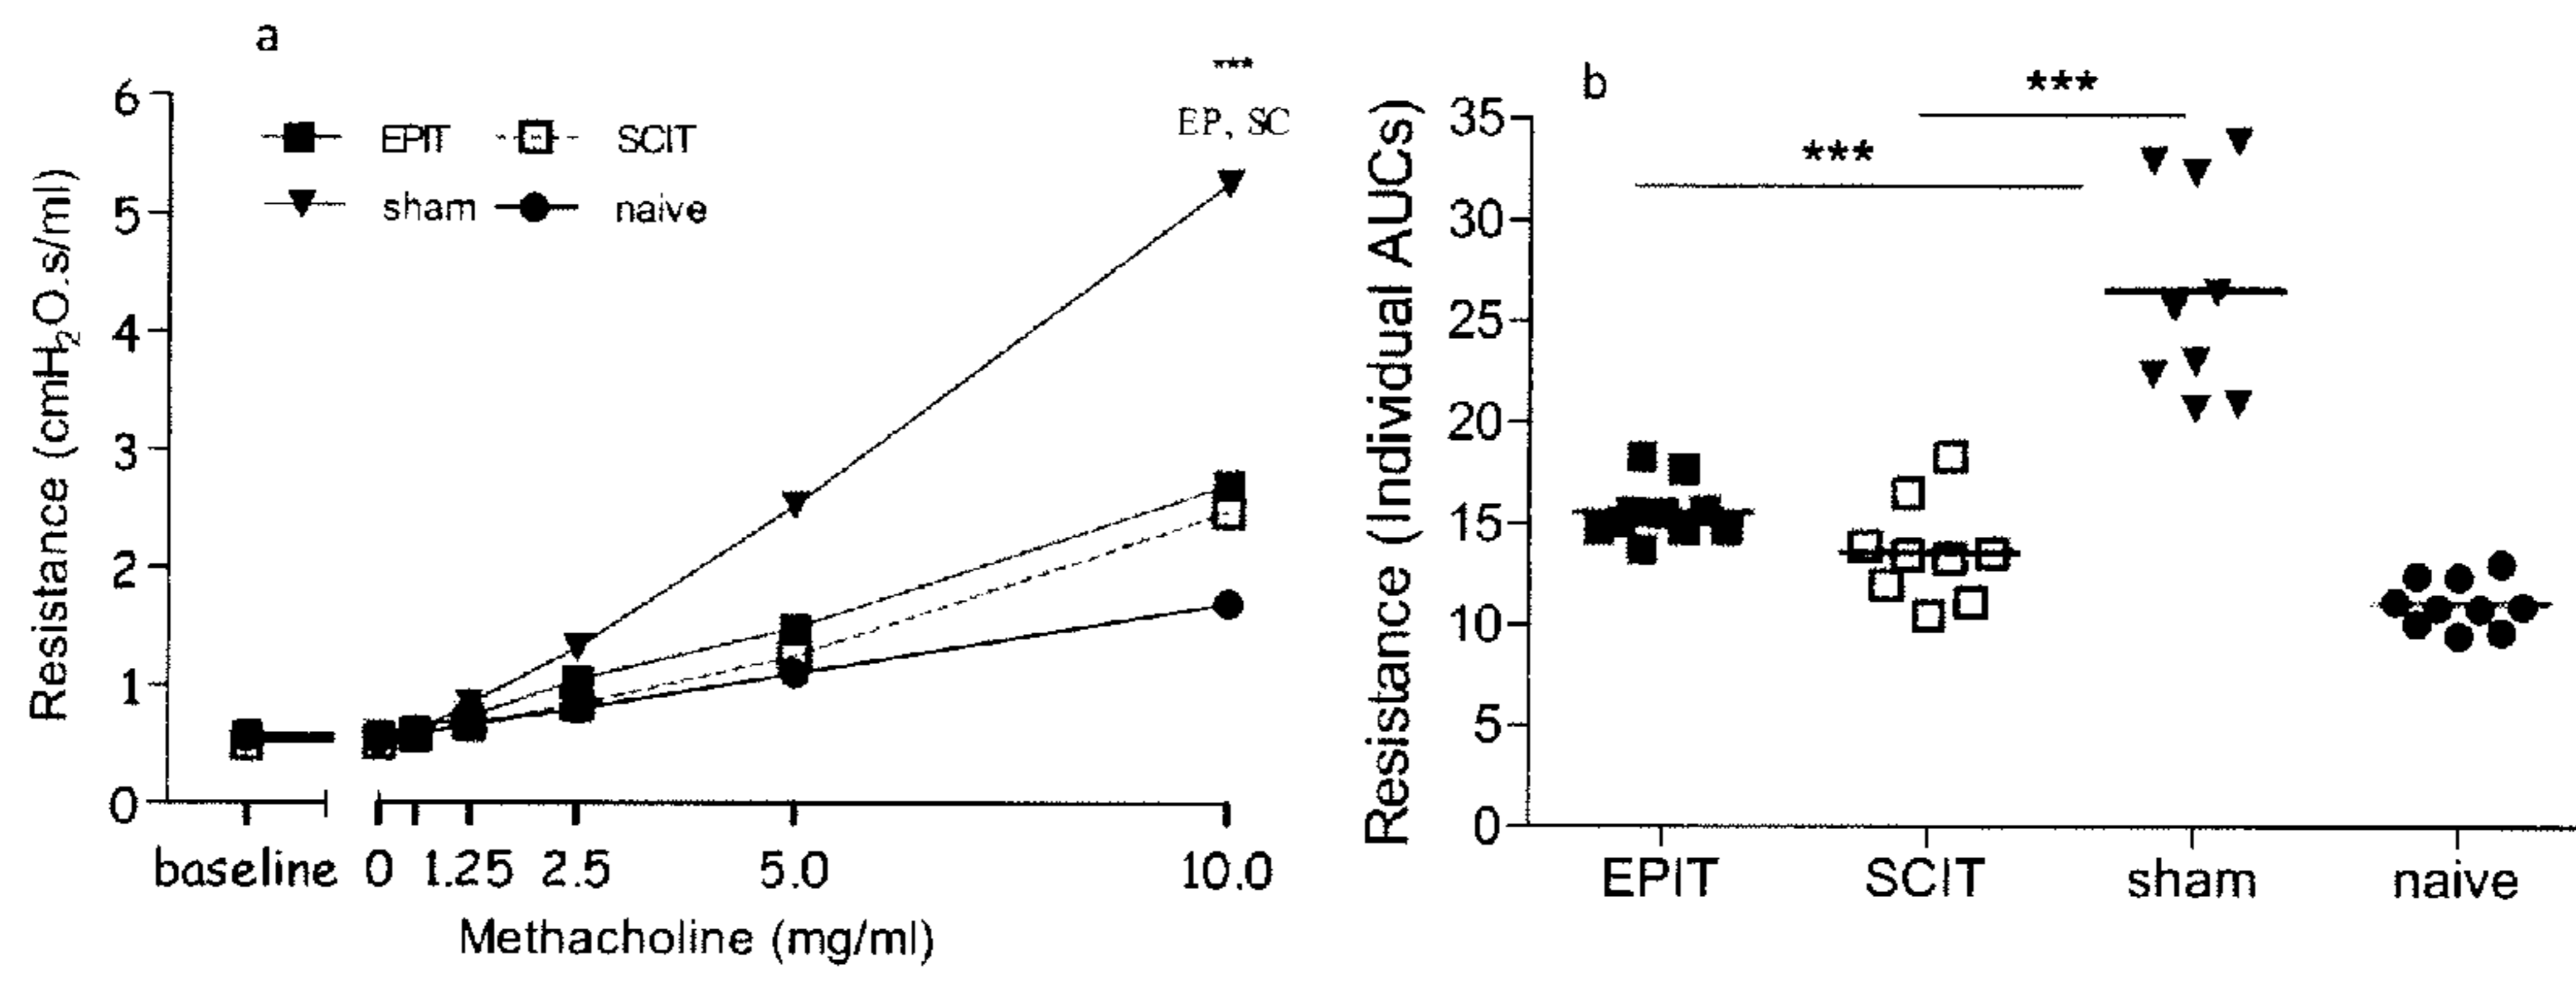 a
***
EP, SC
6
5
4
3
2
1
0
EPIT
SCIT
sham
naive
Resistance (cmH2O.s/ml)
baseline 0 1.25 2.5 5.0 10.0
Methacholine (mg/ml)
b
***
***
35
30
25
20
15
10
5
0
Resistance (Individual AUCs)
EPIT SCIT sham naive